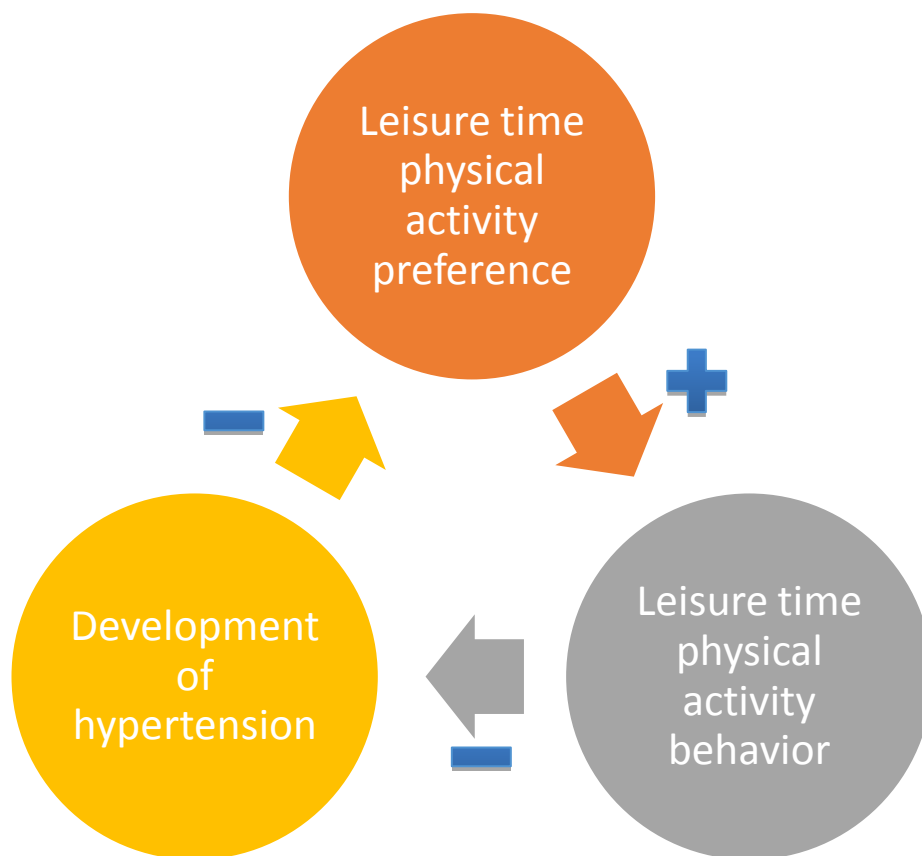 Leisure time
physical
activity
preference
Development
of
hypertension
Leisure time
physical
activity
behavior